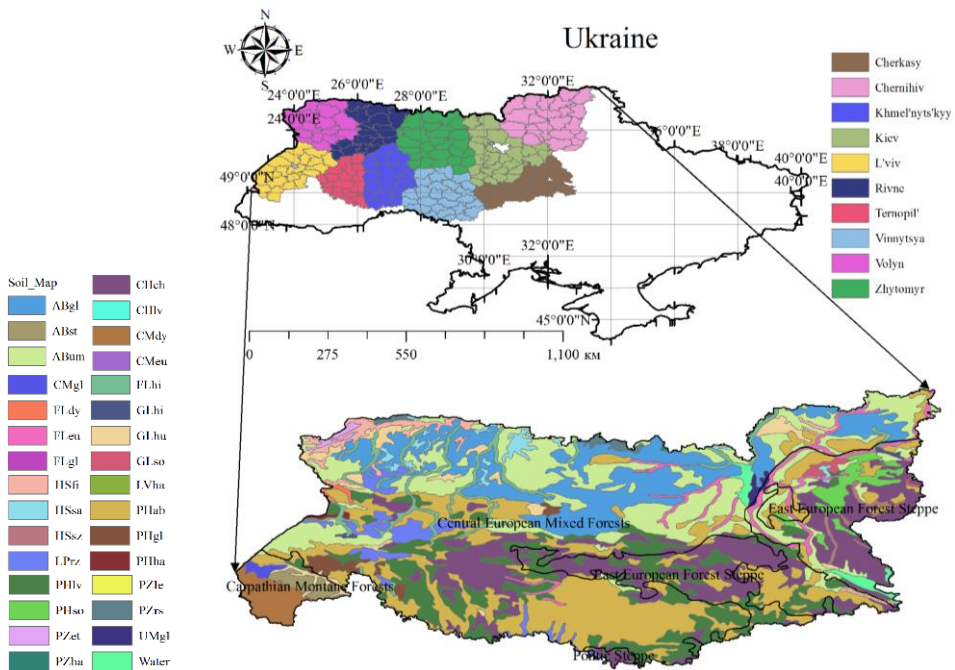 N
W
E
S
Ukraine
24°0'0"E
26°0'0"E
28°0'0"E
32°0'0"E
24°0'0"E
36°0'0"E
38°0'0"E
40°0'0"E
40°0'0"E
49°0'0"N
48°0'0"N
30°0'0"E
32°0'0"E
45°0'0"N
Cherkasy
Chernihiv
Khmel'nyts'kyy
Kiev
L'viv
Rivne
Ternopil'
Vinnytsya
Volyn
Zhytomyr
0
275
550
1,100 км
Soil_Map
ABgl
ABst
ABum
CMgl
FLdy
FLeu
FLgl
HSfi
HSsa
HSsz
LPrz
PHlv
PHso
PZet
PZha
CHch
CHlv
CMdy
CMeu
FLhi
GLhi
GLhu
GLso
LVha
PHab
PHgl
PHha
PZle
PZrs
UMgl
Water
East European Forest Steppe
Central European Mixed Forests
East European Forest Steppe
Carpathian Montane Forests
Pontic Steppe